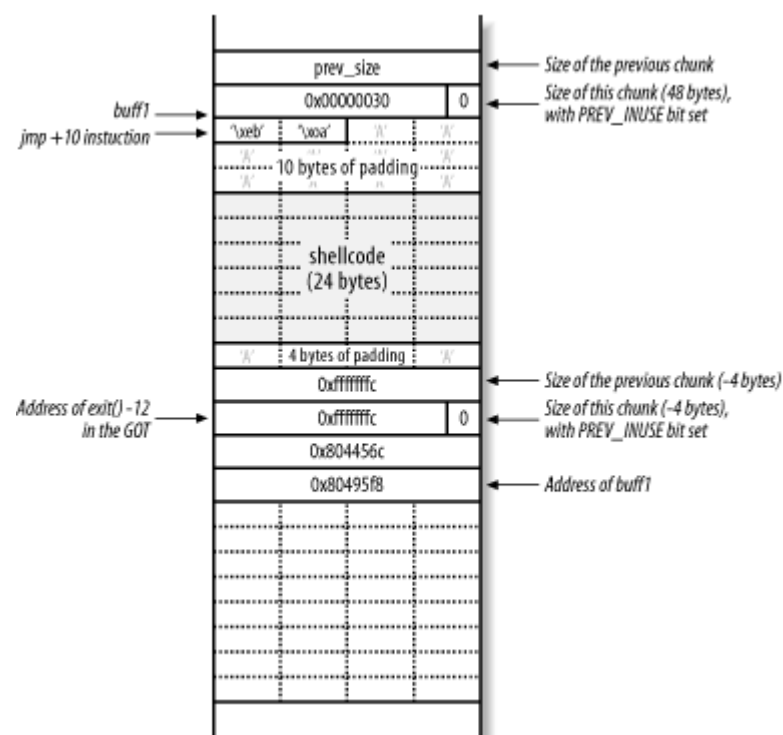 prev_size
Size of the previous chunk
0x00000030
0
Size of this chunk (48 bytes),
with PREV_INUSE bit set
buff1
jmp +10 instuction
'\xeb'
'\xoa'
'A'
'A'
10 bytes of padding
shellcode
(24 bytes)
'A'
4 bytes of padding
'A'
0xfffffffc
Size of the previous chunk (-4 bytes)
Address of exit() -12
in the GOT
0xfffffffc
0
Size of this chunk (-4 bytes),
with PREV_INUSE bit set
0x804456c
0x80495f8
Address of buff1